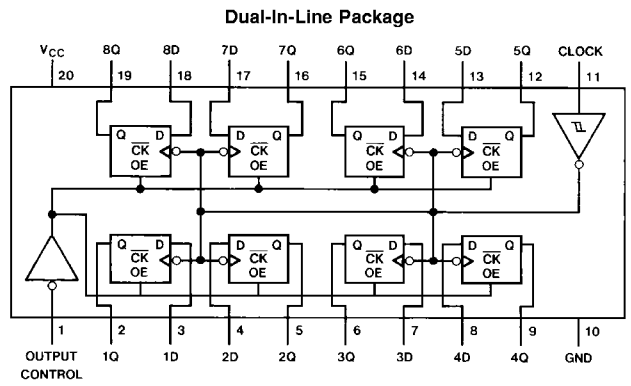 Dual-In-Line Package
VCC 8Q 8D 7D 7Q 6Q 6D 5D 5Q CLOCK
20 19 18 17 16 15 14 13 12 11
Q D D Q Q D D Q
CK CK CK CK
OE OE OE OE
Q D D Q Q D D Q
CK CK CK CK
OE OE OE OE
1 2 3 4 5 6 7 8 9 10
OUTPUT CONTROL 1Q 1D 2D 2Q 3Q 3D 4D 4Q GND